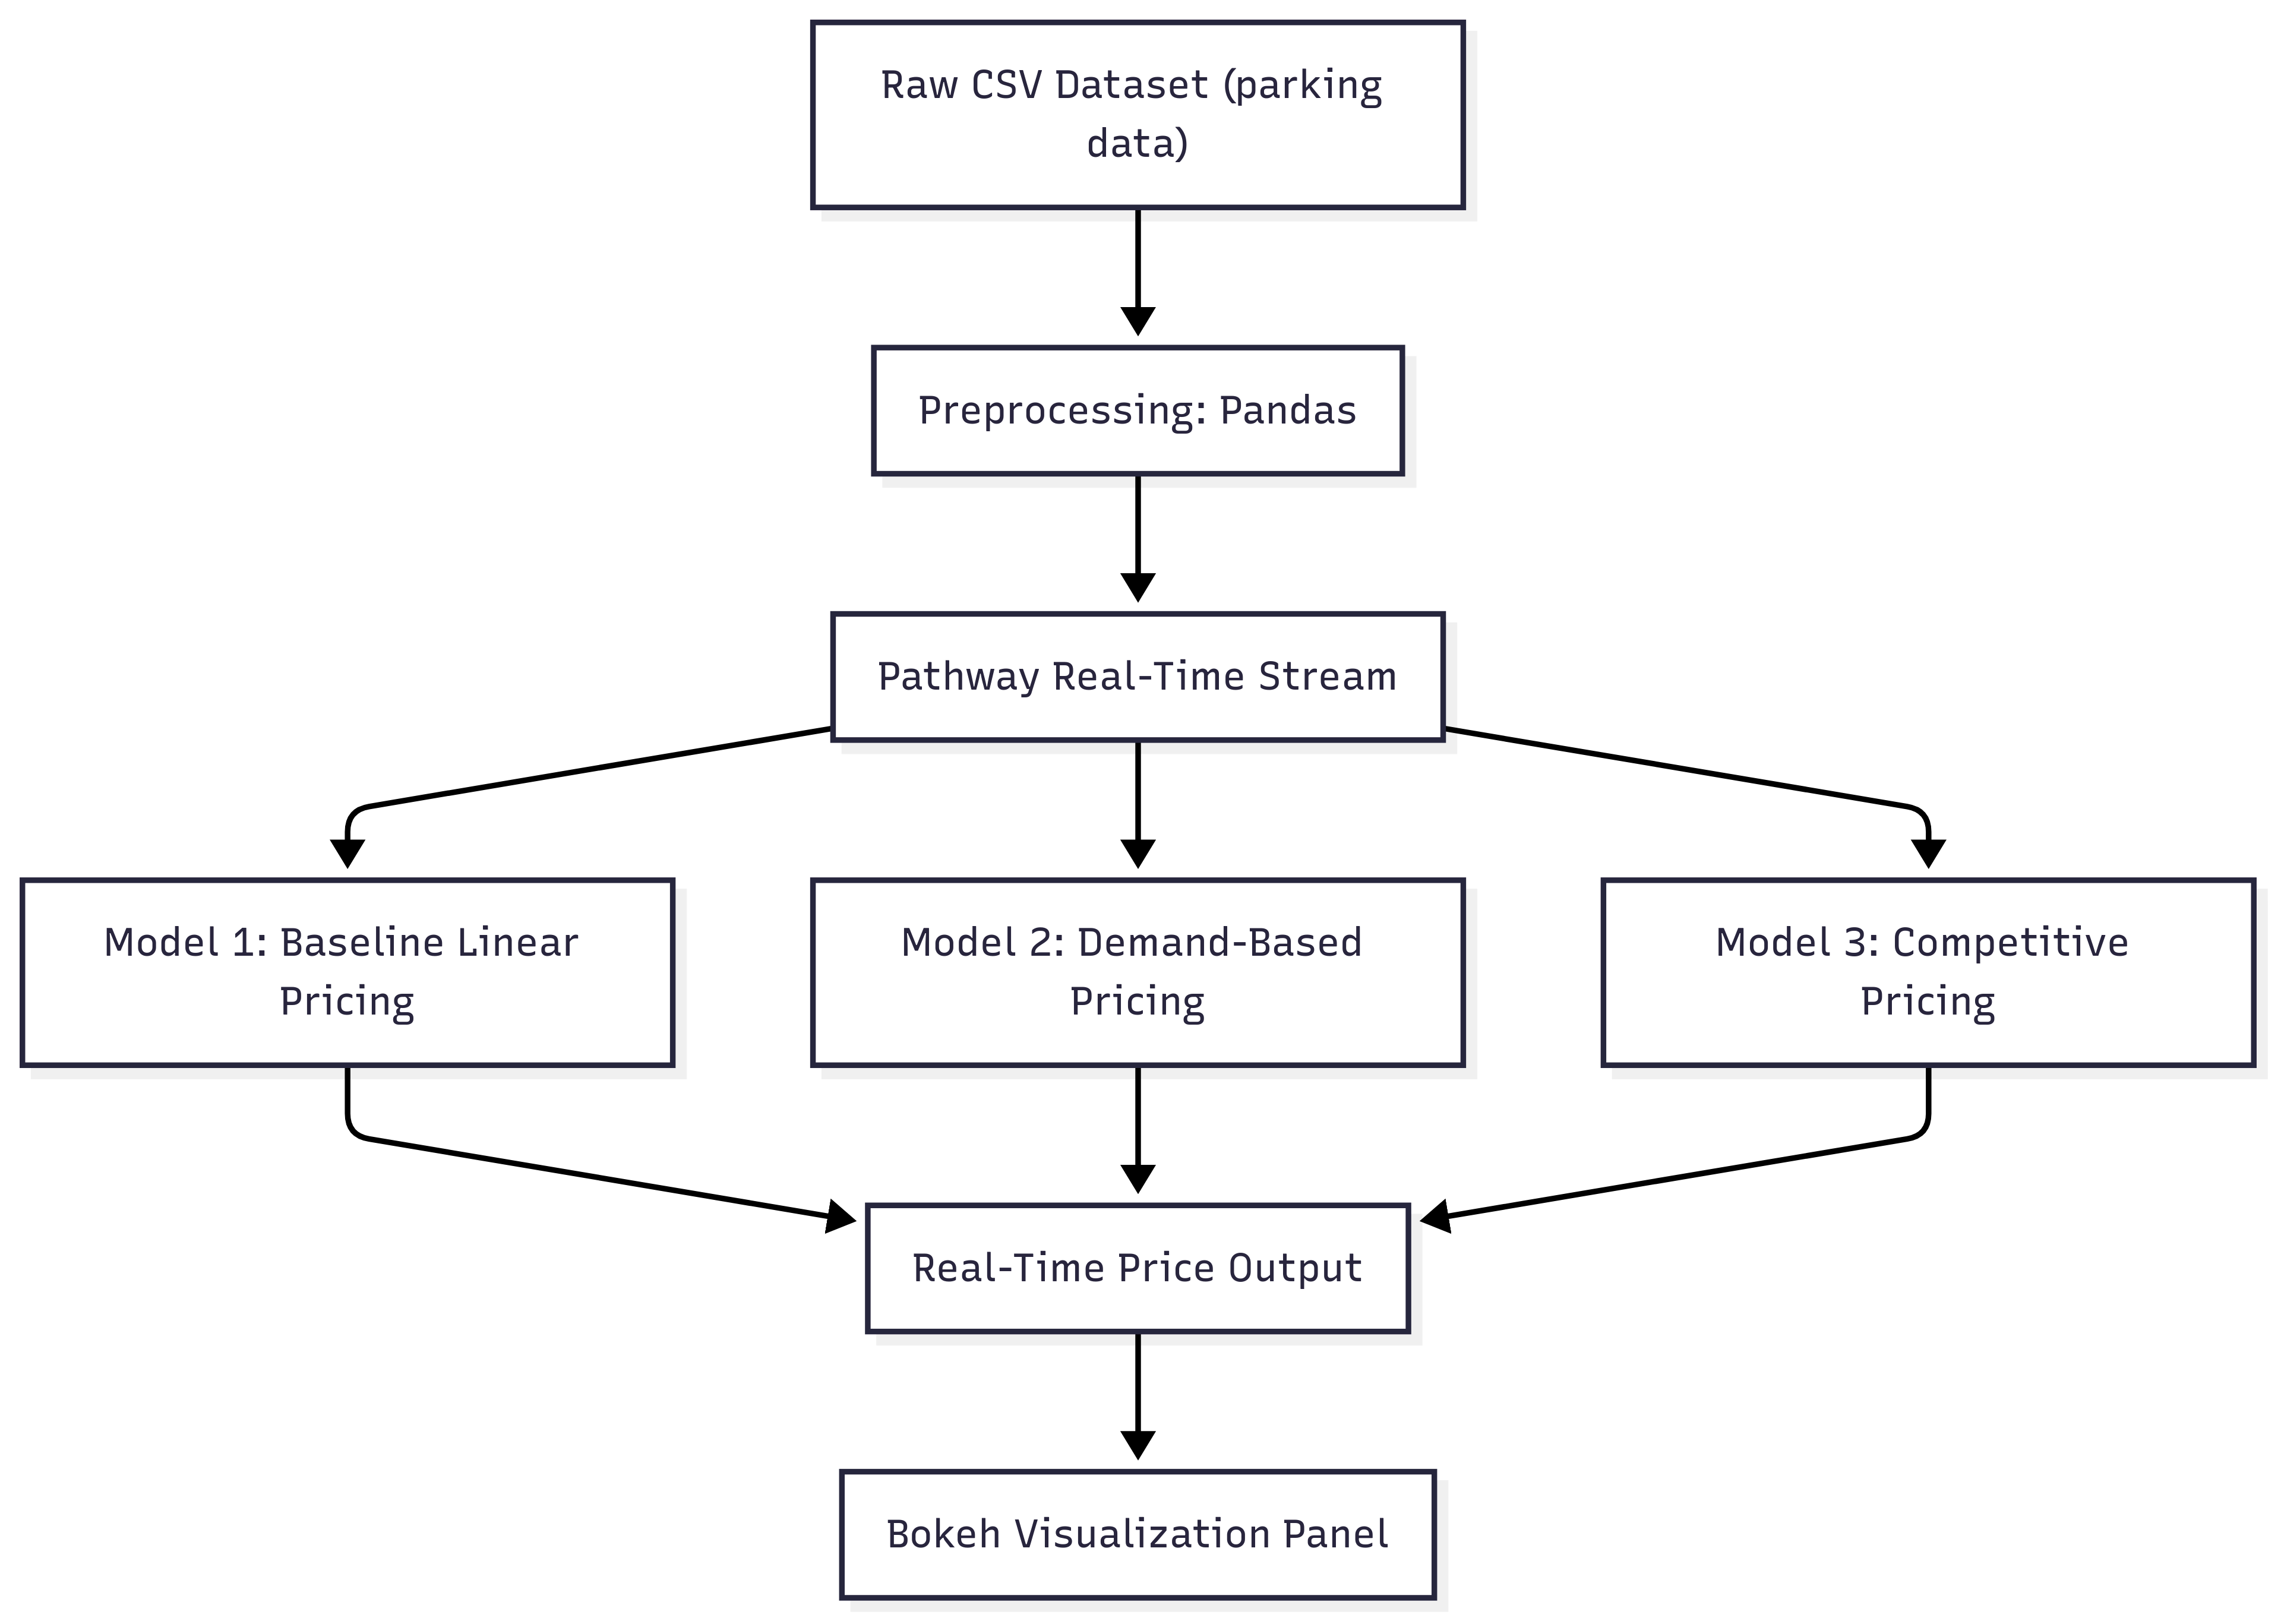 Raw CSV Dataset (parking
data)
Preprocessing: Pandas
Pathway Real-Time Stream
Model 1: Baseline Linear
Pricing
Model 2: Demand-Based
Pricing
Model 3: Competitive
Pricing
Real-Time Price Output
Bokeh Visualization Panel